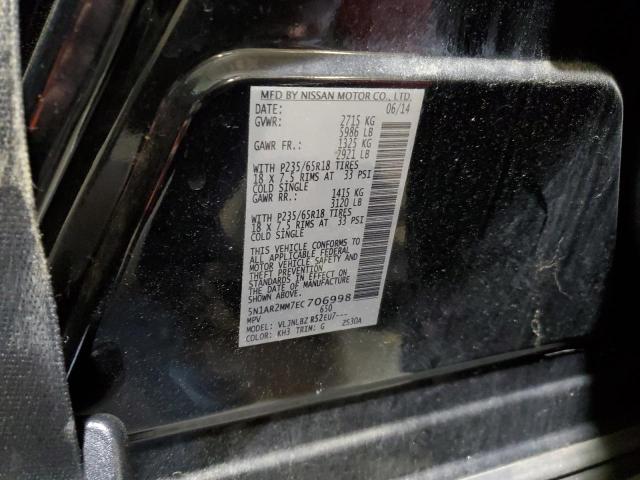 MFD BY NISSAN MOTOR CO., LTD.
DATE: 06/14
GVWR: 2715 KG
5986 LB
GAWR FR.: 1325 KG
2921 LB
WITH P235/65R18 TIRES
18 X 7.5 RIMS AT 33 PSI
COLD SINGLE
GAWR RR.: 1415 KG
3120 LB
WITH P235/65R18 TIRES
18 X 7.5 RIMS AT 33 PSI
COLD SINGLE
THIS VEHICLE CONFORMS TO
ALL APPLICABLE FEDERAL
MOTOR VEHICLE SAFETY AND
THEFT PREVENTION
STANDARDS IN EFFECT ON
THE DATE OF MANUFACTURE
SHOWN ABOVE.
5N1AR2MM7EC706998
MPV 650
MODEL: VLJNLBZ R52EU7---
COLOR: KH3 TRIM: G 2530A